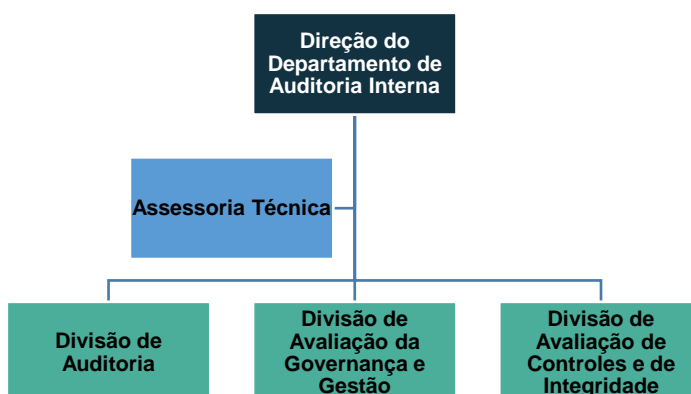 Direção do
Departamento de
Auditoria Interna
Assessoria Técnica
Divisão de
Auditoria
Divisão de
Avaliação da
Governança e
Gestão
Divisão de
Avaliação de
Controles e de
Integridade